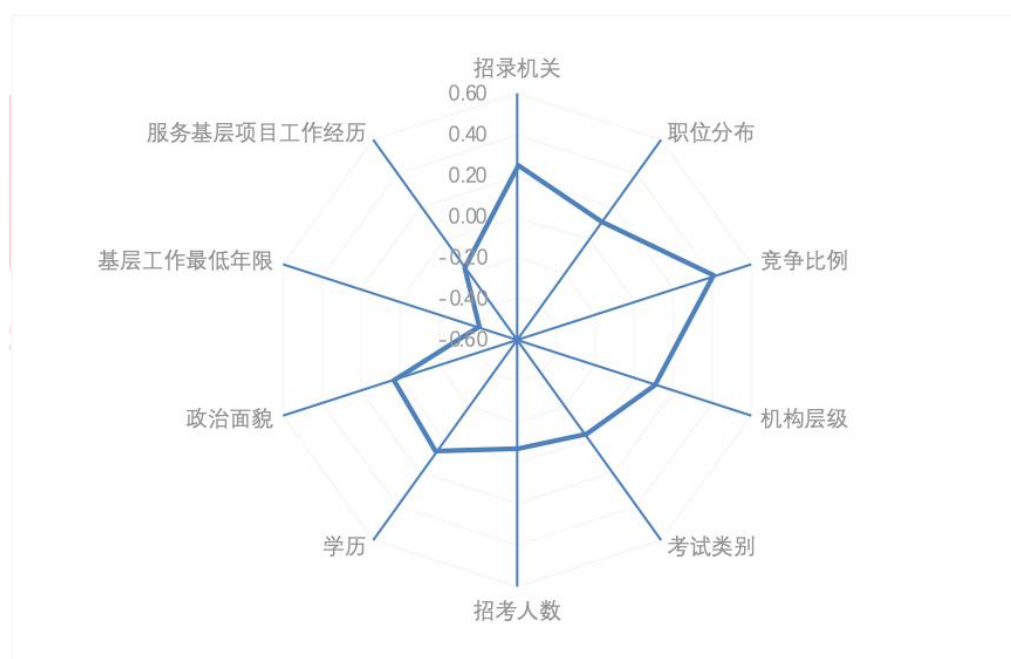 招录机关
0.60
服务基层项目工作经历
0.40
职位分布
0.20
0.00
基层工作最低年限
-0.20
竞争比例
-0.40
-0.60
政治面貌
机构层级
学历
考试类别
招考人数